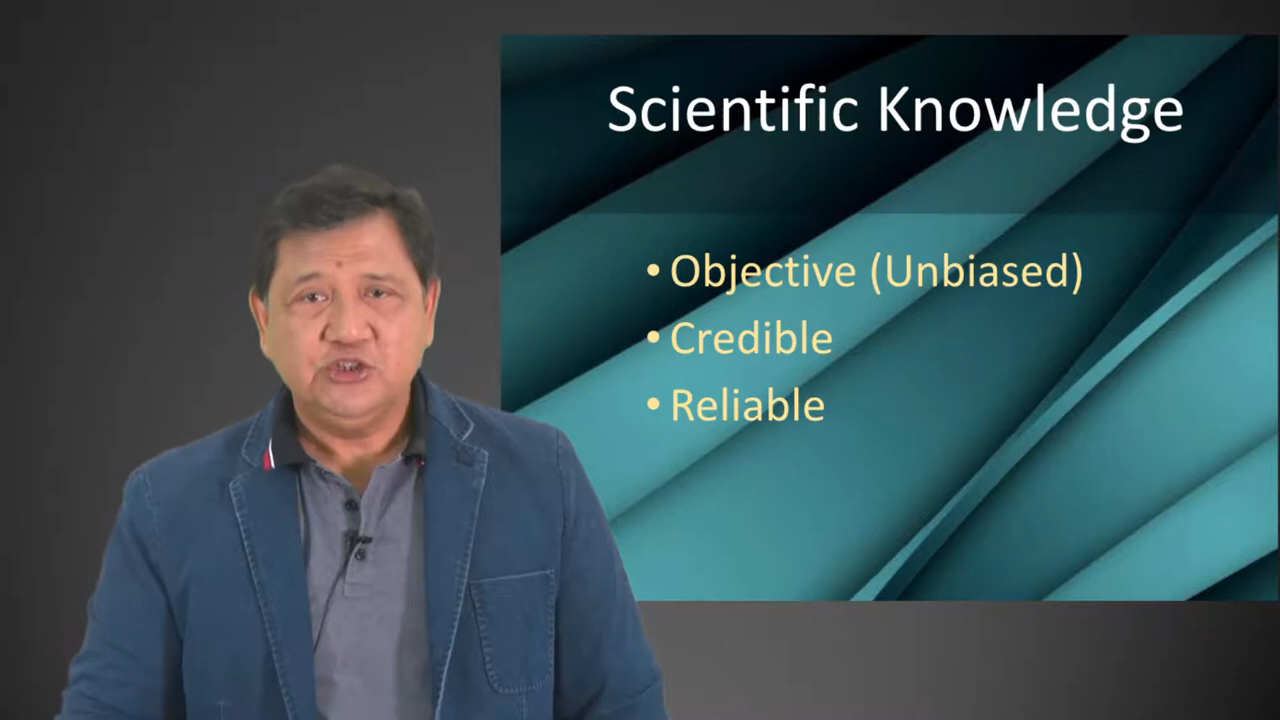 Scientific Knowledge
• Objective (Unbiased)
• Credible
• Reliable